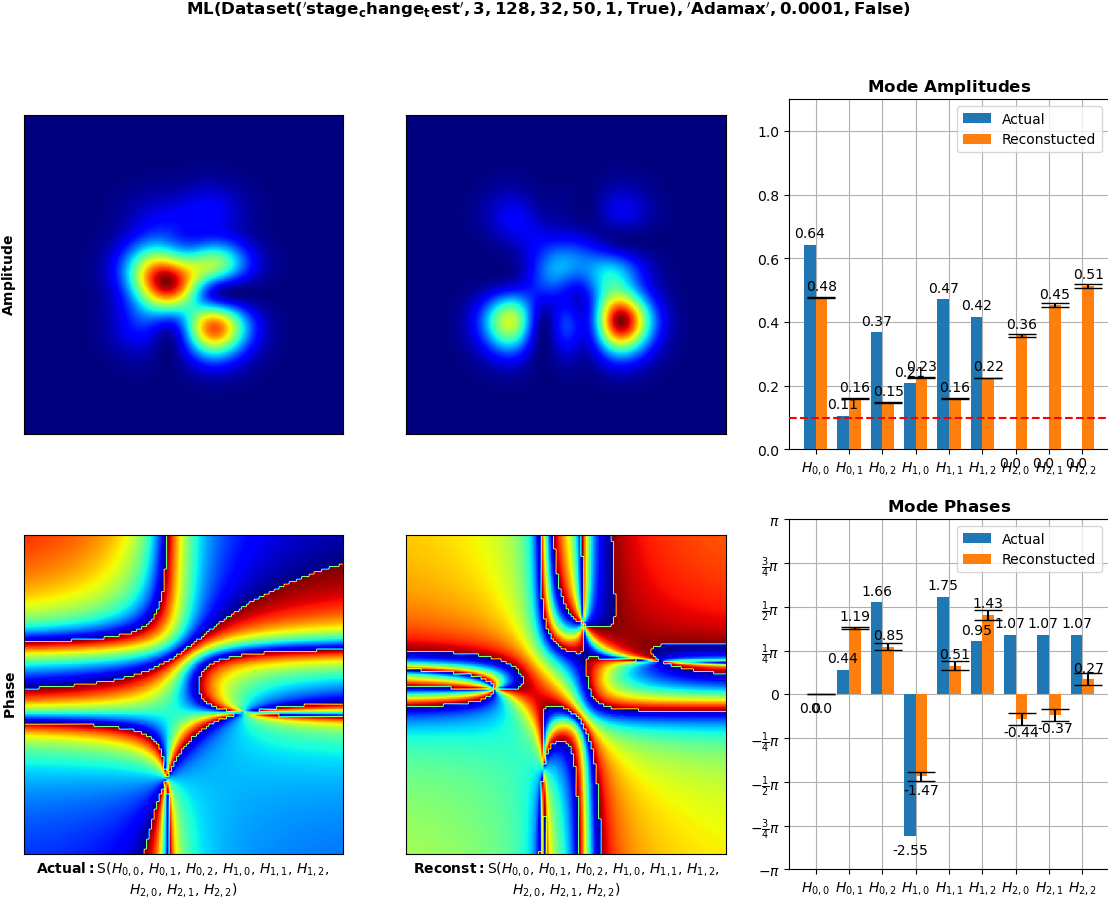 ML(Dataset('stage_change_test', 3, 128, 32, 50, 1, True), 'Adamax', 0.0001, False)
Amplitude
Mode Amplitudes
Actual
Reconstucted
1.0
0.8
0.6
0.4
0.2
0.0
0.64
0.48
0.11
0.16
0.37
0.15
0.21
0.23
0.47
0.16
0.42
0.22
0.36
0.45
0.51
0.0 0.0 0.0
H₀,₀ H₀,₁ H₀,₂ H₁,₀ H₁,₁ H₁,₂ H₂,₀ H₂,₁ H₂,₂
Phase
Actual: S(H₀,₀, H₀,₁, H₀,₂, H₁,₀, H₁,₁, H₁,₂,
H₂,₀, H₂,₁, H₂,₂)
Reconst: S(H₀,₀, H₀,₁, H₀,₂, H₁,₀, H₁,₁, H₁,₂,
H₂,₀, H₂,₁, H₂,₂)
Mode Phases
Actual
Reconstucted
π
3/4π
1/2π
1/4π
0
−1/4π
−1/2π
−3/4π
−π
0.0
0.0
0.44
1.19
1.66
0.85
-2.55
-1.47
1.75
0.51
0.95
1.43
1.07
-0.44
1.07
-0.37
1.07
0.27
H₀,₀ H₀,₁ H₀,₂ H₁,₀ H₁,₁ H₁,₂ H₂,₀ H₂,₁ H₂,₂